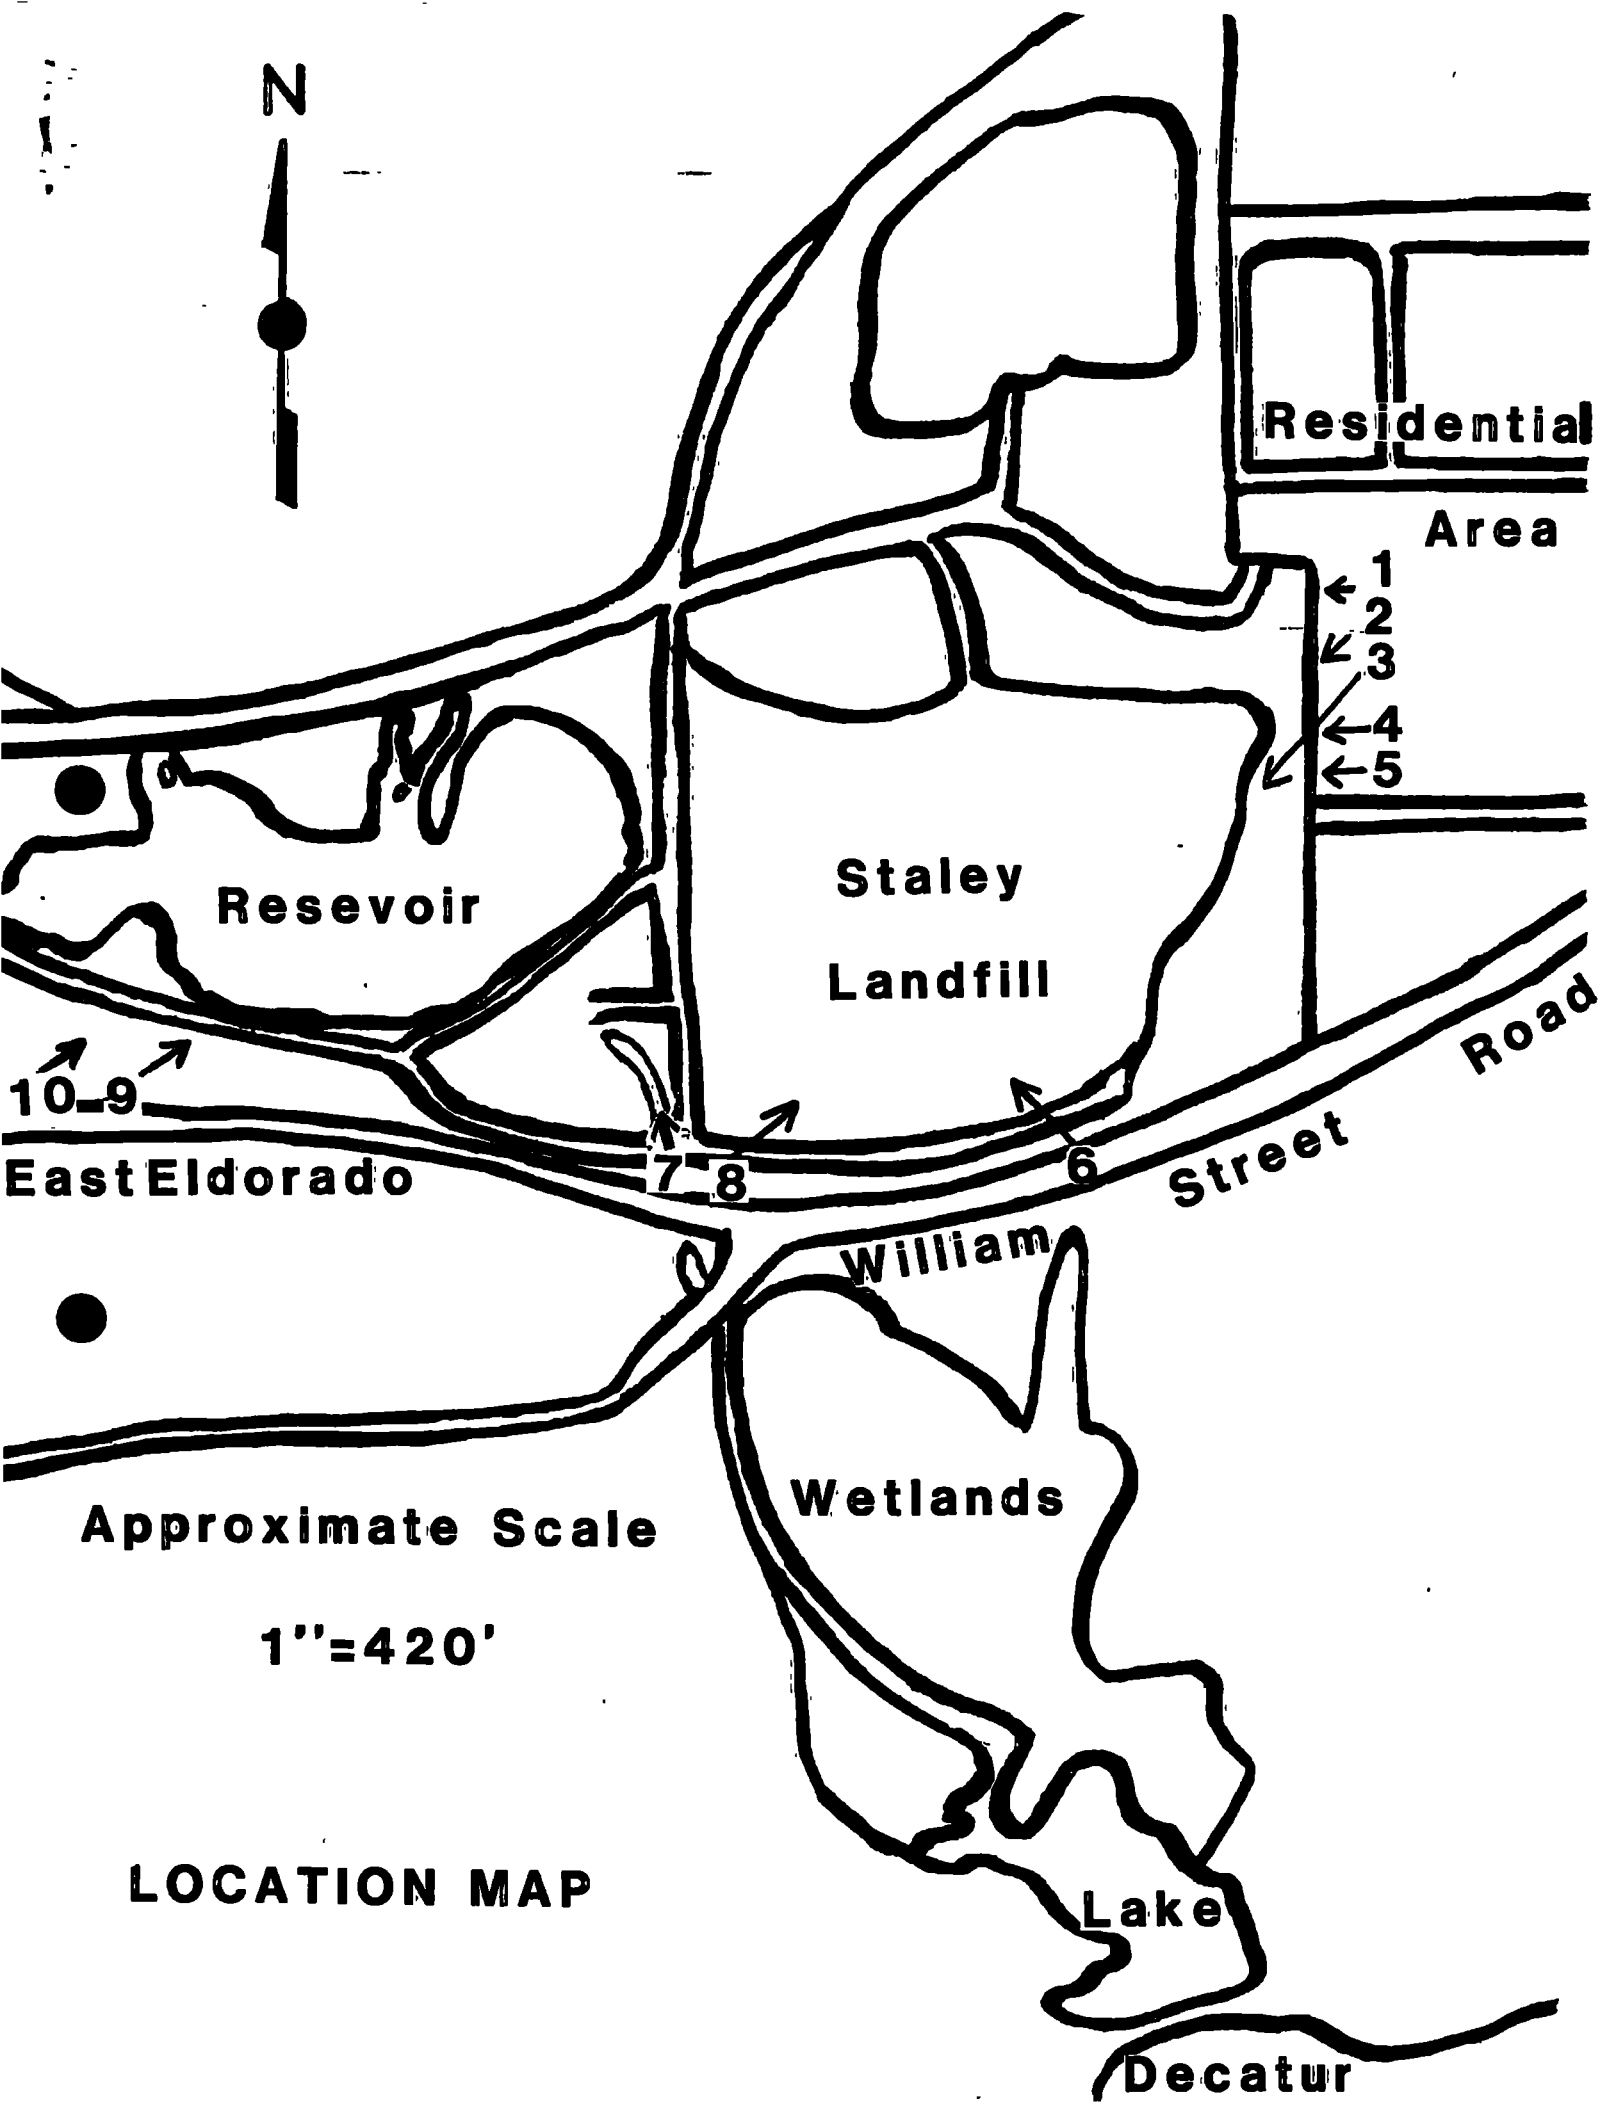 N
Residential
Area
1
2
3
4
5
Staley
Resevoir
Landfill
Road
10-9
Street
East Eldorado
7
8
6
William
Wetlands
Approximate Scale
1''=420'
LOCATION MAP
Lake
Decatur